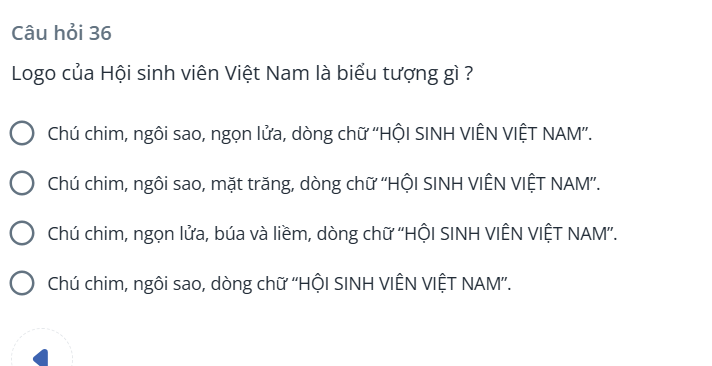 Câu hỏi 36
Logo của Hội sinh viên Việt Nam là biểu tượng gì ?
Chú chim, ngôi sao, ngọn lửa, dòng chữ “HỘI SINH VIÊN VIỆT NAM”.
Chú chim, ngôi sao, mặt trăng, dòng chữ “HỘI SINH VIÊN VIỆT NAM”.
Chú chim, ngọn lửa, búa và liềm, dòng chữ “HỘI SINH VIÊN VIỆT NAM”.
Chú chim, ngôi sao, dòng chữ “HỘI SINH VIÊN VIỆT NAM”.